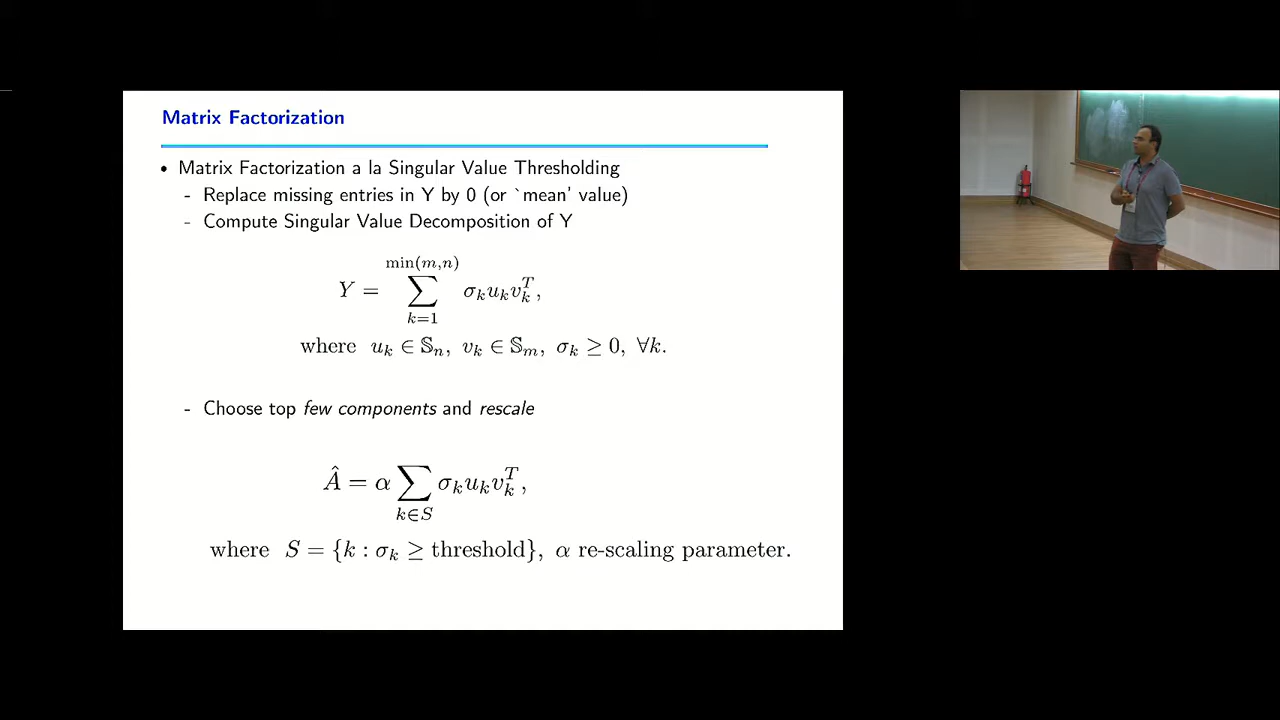 Matrix Factorization
• Matrix Factorization a la Singular Value Thresholding
- Replace missing entries in Y by 0 (or `mean' value)
- Compute Singular Value Decomposition of Y
Y = \sum_{k=1}^{min(m,n)} σ_k u_k v_k^T,
where u_k ∈ 𝕊_n, v_k ∈ 𝕊_m, σ_k ≥ 0, ∀k.
- Choose top few components and rescale
Â = α \sum_{k∈S} σ_k u_k v_k^T,
where S = {k : σ_k ≥ threshold}, α re-scaling parameter.